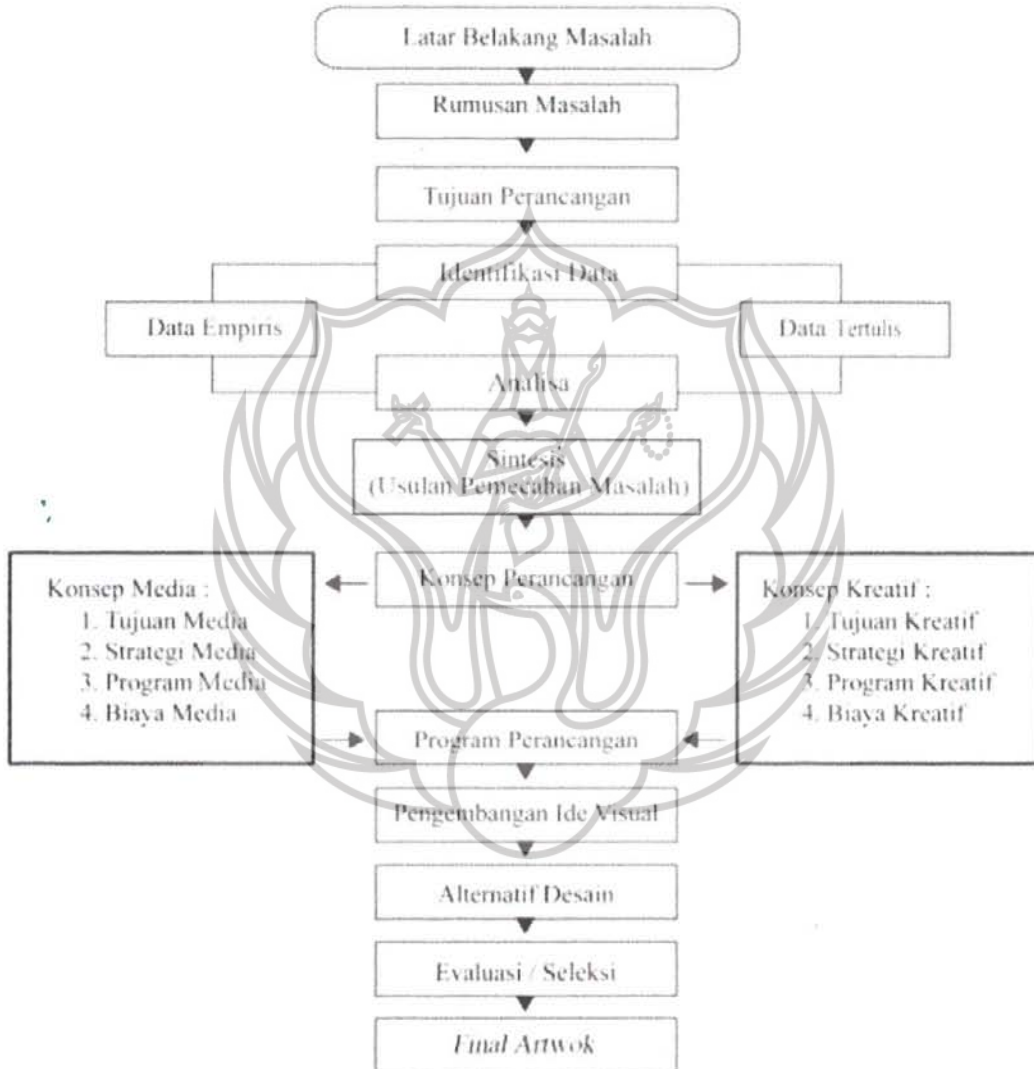 Latar Belakang Masalah
Rumusan Masalah
Tujuan Perancangan
Identifikasi Data
Data Empiris
Data Tertulis
Analisa
Sintesis
(Usulan Pemecahan Masalah)
Konsep Perancangan
Konsep Media :
1. Tujuan Media
2. Strategi Media
3. Program Media
4. Biaya Media
Konsep Kreatif :
1. Tujuan Kreatif
2. Strategi Kreatif
3. Program Kreatif
4. Biaya Kreatif
Program Perancangan
Pengembangan Ide Visual
Alternatif Desain
Evaluasi / Seleksi
Final Artwok